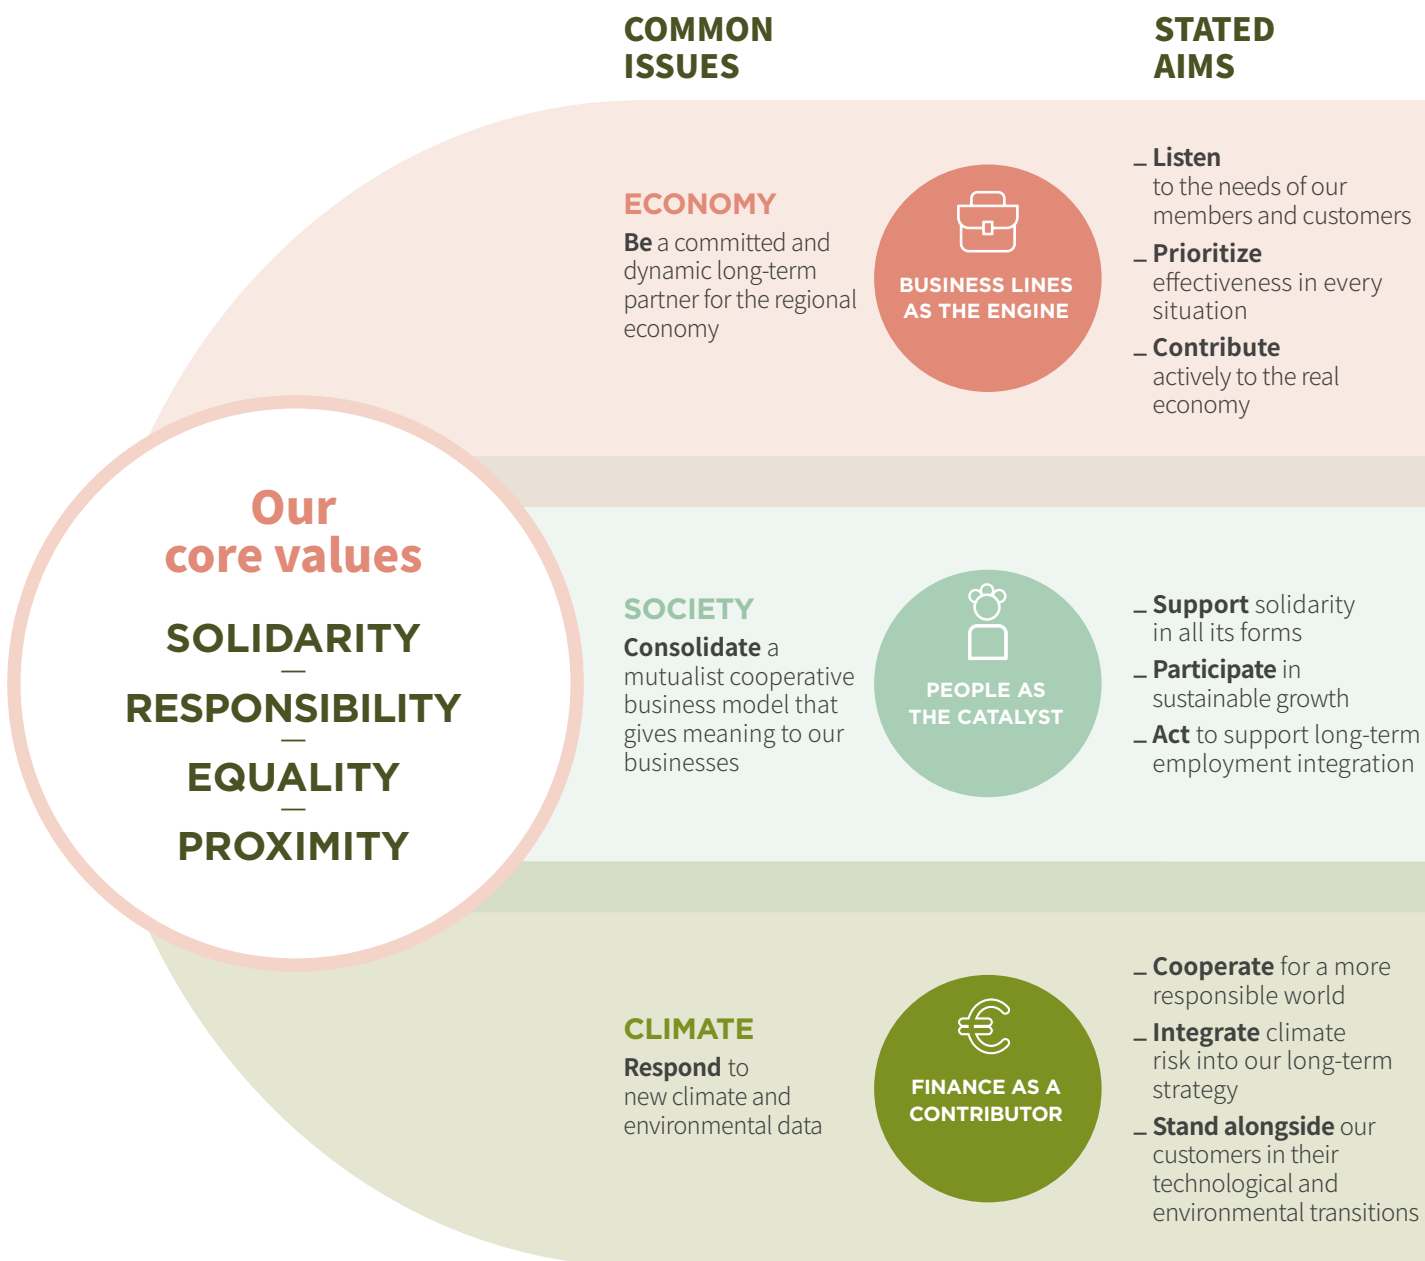 COMMON
ISSUES
STATED
AIMS
Our
core values
SOLIDARITY
—
RESPONSIBILITY
—
EQUALITY
—
PROXIMITY
ECONOMY
Be a committed and
dynamic long-term
partner for the regional
economy
BUSINESS LINES
AS THE ENGINE
_ Listen
to the needs of our
members and customers
_ Prioritize
effectiveness in every
situation
_ Contribute
actively to the real
economy
SOCIETY
Consolidate a
mutualist cooperative
business model that
gives meaning to our
businesses
PEOPLE AS
THE CATALYST
_ Support solidarity
in all its forms
_ Participate in
sustainable growth
_ Act to support long-term
employment integration
CLIMATE
Respond to
new climate and
environmental data
FINANCE AS A
CONTRIBUTOR
_ Cooperate for a more
responsible world
_ Integrate climate
risk into our long-term
strategy
_ Stand alongside our
customers in their
technological and
environmental transitions